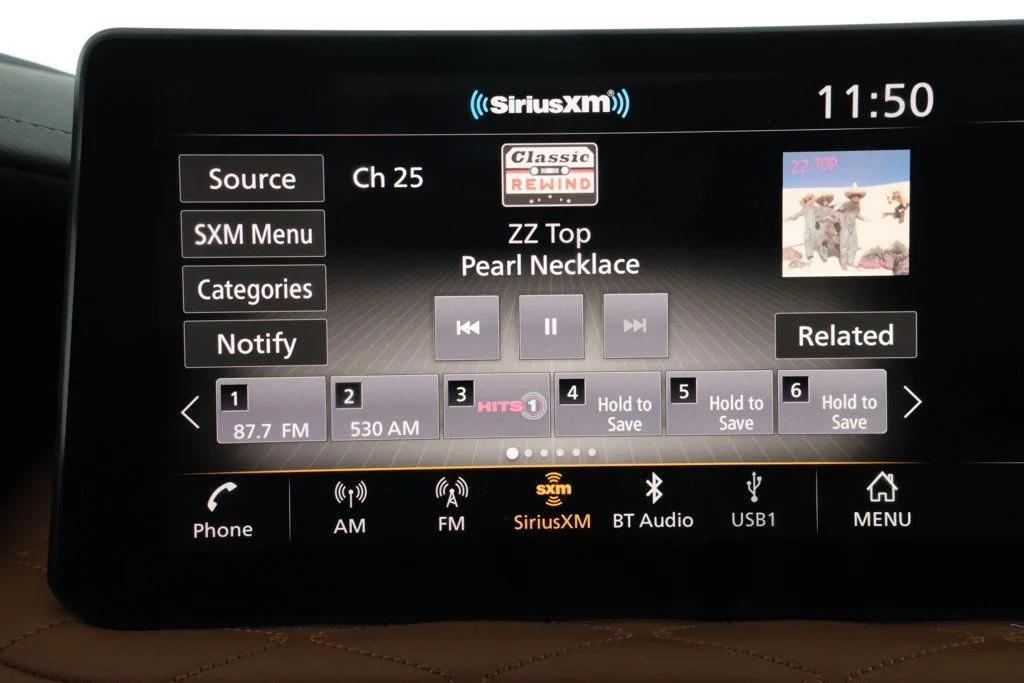 SiriusXM®
11:50
Source
Ch 25
Classic
REWIND
ZZ TOP
SXM Menu
ZZ Top
Pearl Necklace
Categories
Notify
Related
1
87.7 FM
2
530 AM
3
HITS 1
4
Hold to
Save
5
Hold to
Save
6
Hold to
Save
Phone
AM
FM
sxm
SiriusXM
BT Audio
USB1
MENU